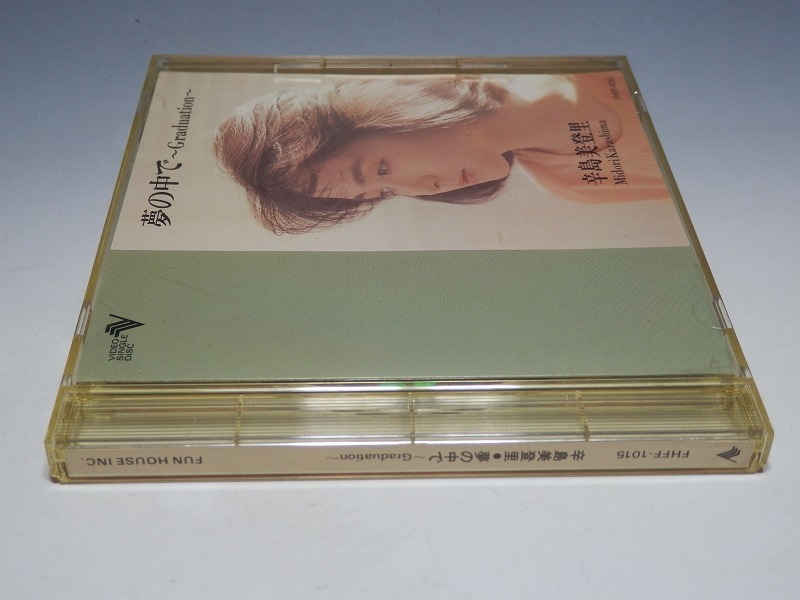 夢の中で~Graduation~
辛島美登里
Midori Karashima
VIDEO
SINGLE
DISC
FHFF-1015
辛島美登里●夢の中で ~Graduation~
FUN HOUSE INC.